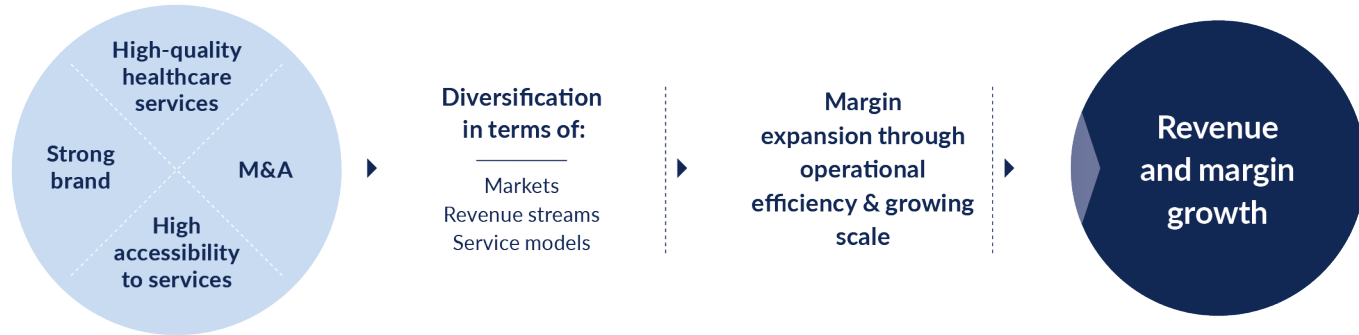 High-quality
healthcare
services
Strong
brand
M&A
High
accessibility
to services
Diversification
in terms of:
Markets
Revenue streams
Service models
Margin
expansion through
operational
efficiency & growing
scale
Revenue
and margin
growth